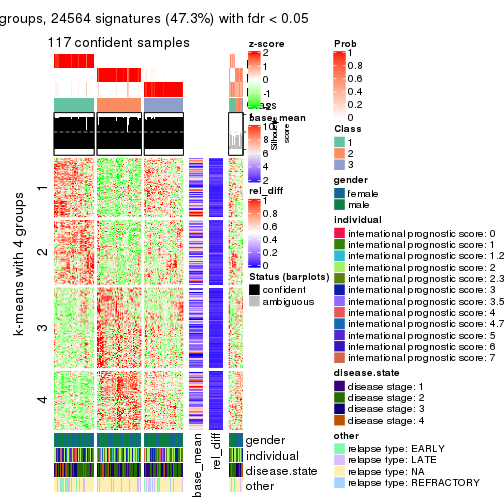 groups, 24564 signatures (47.3%) with fdr < 0.05
117 confident samples
k-means with 4 groups
1
2
3
4
base_mean
rel_diff
gender
individual
disease.state
other
z-score
2
1
0
-1
-2
Class
base_mean
10
8
6
4
2
Silhouette
score
rel_diff
1
0.8
0.6
0.4
0.2
0
Status (barplots)
confident
ambiguous
Prob
1
0.8
0.6
0.4
0.2
0
Class
1
2
3
gender
female
male
individual
international prognostic score: 0
international prognostic score: 1
international prognostic score: 1.2
international prognostic score: 2
international prognostic score: 2.3
international prognostic score: 3
international prognostic score: 3.5
international prognostic score: 4
international prognostic score: 4.7
international prognostic score: 5
international prognostic score: 6
international prognostic score: 7
disease.state
disease stage: 1
disease stage: 2
disease stage: 3
disease stage: 4
other
relapse type: EARLY
relapse type: LATE
relapse type: NA
relapse type: REFRACTORY